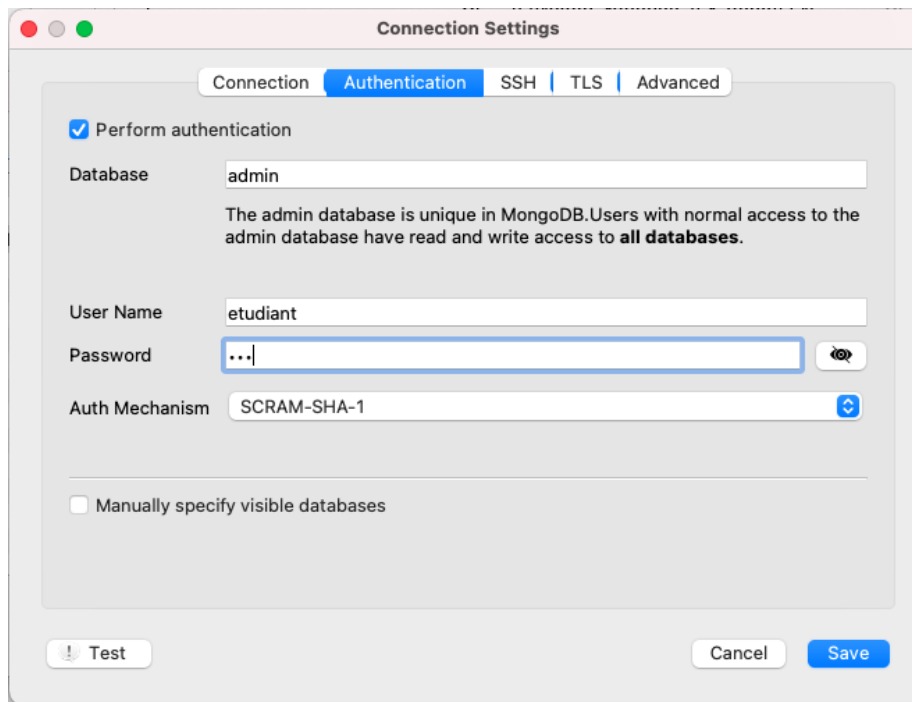 Connection Settings
Connection Authentication SSH TLS Advanced
Perform authentication
Database admin
The admin database is unique in MongoDB.Users with normal access to the
admin database have read and write access to all databases.
User Name etudiant
Password •••
Auth Mechanism SCRAM-SHA-1
Manually specify visible databases
! Test Cancel Save